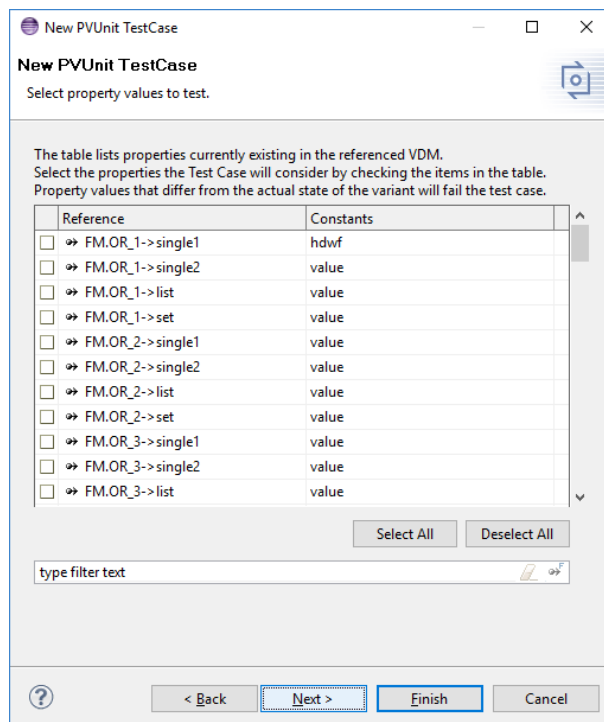 New PVUnit TestCase
New PVUnit TestCase
Select property values to test.
The table lists properties currently existing in the referenced VDM.
Select the properties the Test Case will consider by checking the items in the table.
Property values that differ from the actual state of the variant will fail the test case.
Reference Constants
FM.OR_1->single1 hdwf
FM.OR_1->single2 value
FM.OR_1->list value
FM.OR_1->set value
FM.OR_2->single1 value
FM.OR_2->single2 value
FM.OR_2->list value
FM.OR_2->set value
FM.OR_3->single1 value
FM.OR_3->single2 value
FM.OR_3->list value
Select All Deselect All
type filter text
F
< Back Next > Finish Cancel